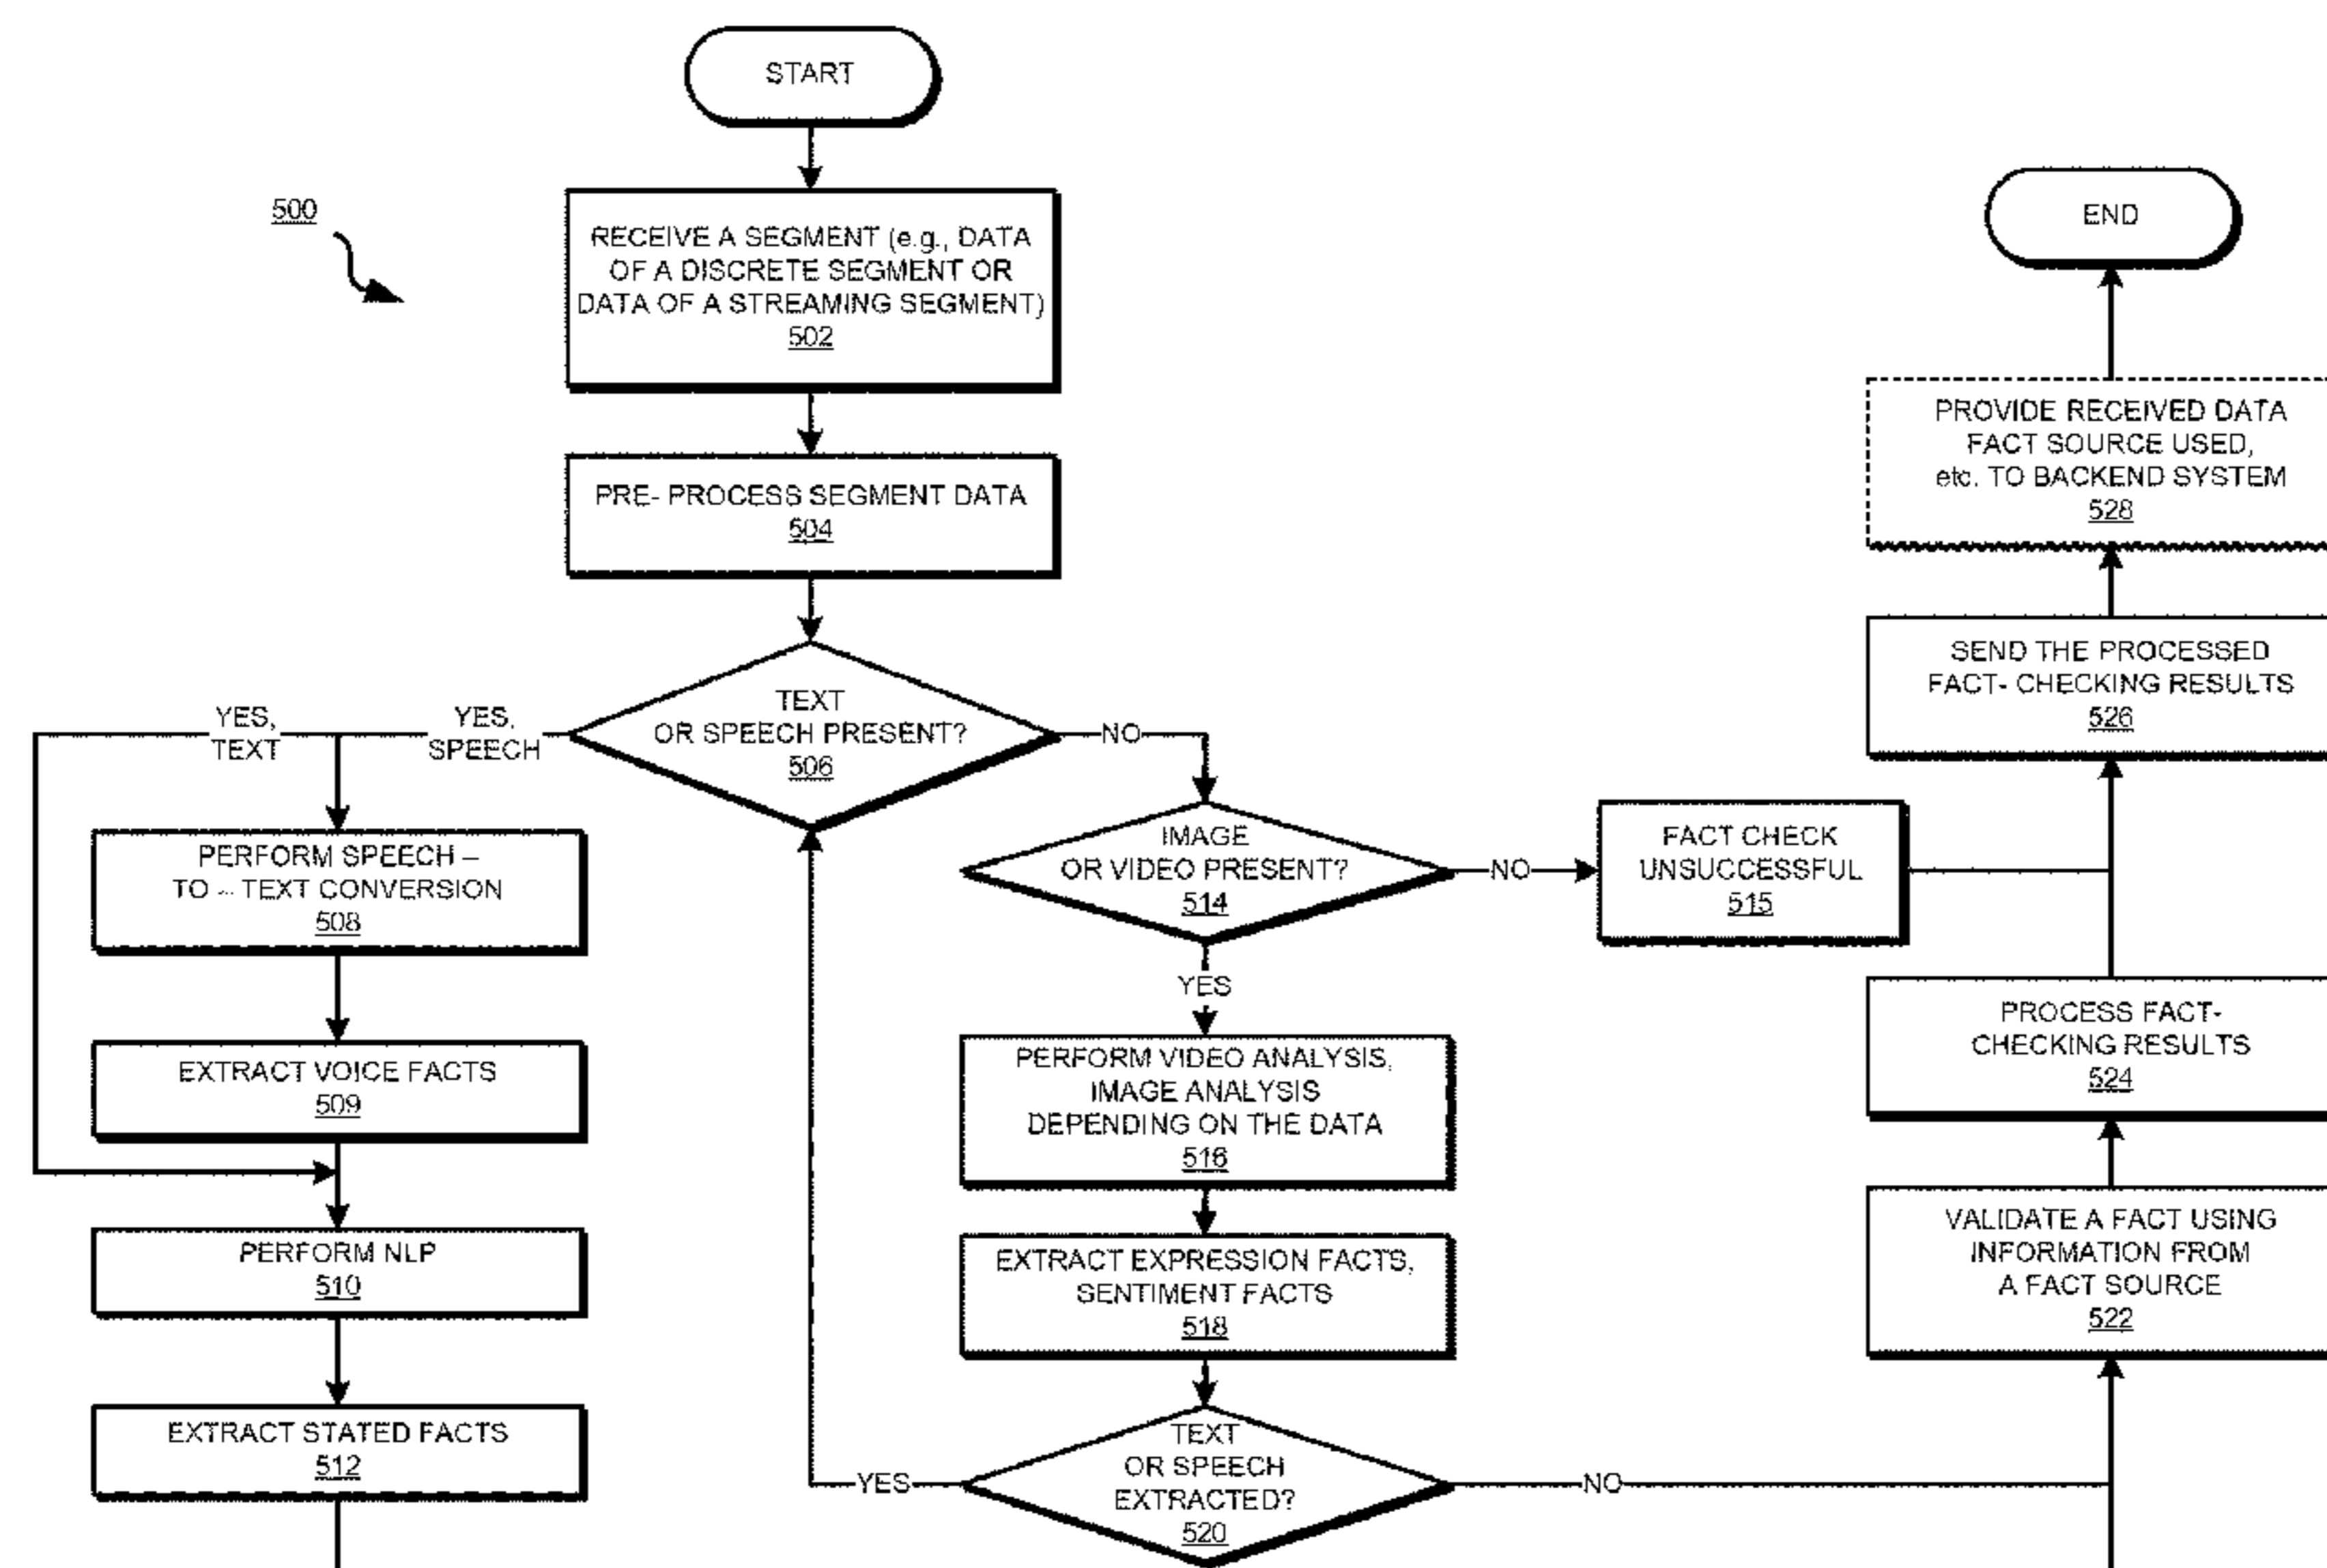 START
500
RECEIVE A SEGMENT (e.g., DATA
OF A DISCRETE SEGMENT OR
DATA OF A STREAMING SEGMENT)
502
PRE- PROCESS SEGMENT DATA
504
TEXT
OR SPEECH PRESENT?
506
YES,
TEXT
YES,
SPEECH
NO
PERFORM SPEECH –
TO – TEXT CONVERSION
508
EXTRACT VOICE FACTS
509
PERFORM NLP
510
EXTRACT STATED FACTS
512
IMAGE
OR VIDEO PRESENT?
514
NO
FACT CHECK
UNSUCCESSFUL
515
YES
PERFORM VIDEO ANALYSIS,
IMAGE ANALYSIS
DEPENDING ON THE DATA
516
EXTRACT EXPRESSION FACTS,
SENTIMENT FACTS
518
TEXT
OR SPEECH
EXTRACTED?
520
YES
NO
END
PROVIDE RECEIVED DATA
FACT SOURCE USED,
etc. TO BACKEND SYSTEM
528
SEND THE PROCESSED
FACT- CHECKING RESULTS
526
PROCESS FACT-
CHECKING RESULTS
524
VALIDATE A FACT USING
INFORMATION FROM
A FACT SOURCE
522